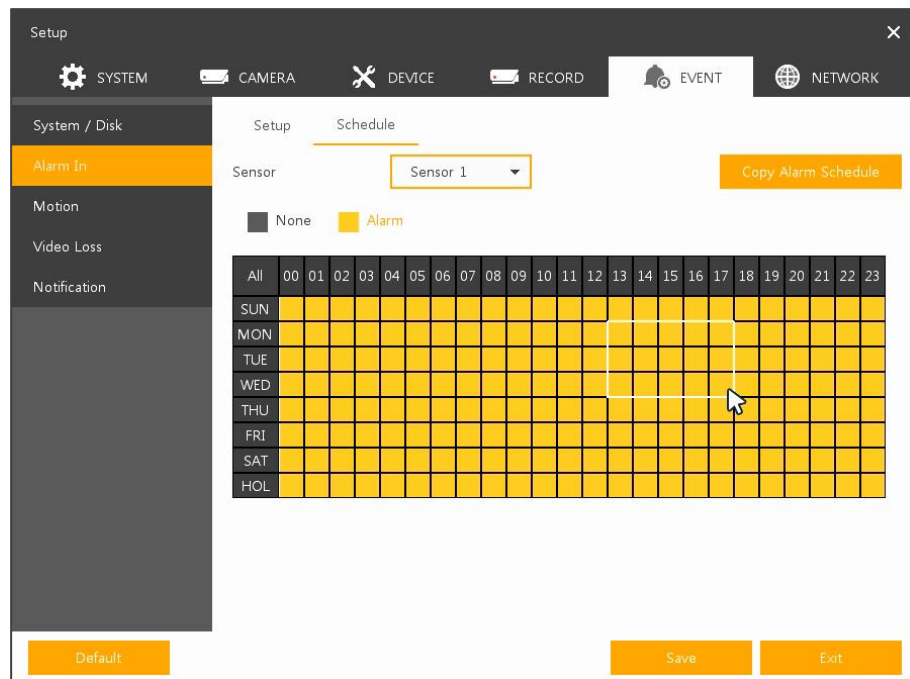 Setup
SYSTEM CAMERA DEVICE RECORD EVENT NETWORK
System / Disk
Alarm In
Motion
Video Loss
Notification
Setup Schedule
Sensor Sensor 1 Copy Alarm Schedule
None Alarm
All 00 01 02 03 04 05 06 07 08 09 10 11 12 13 14 15 16 17 18 19 20 21 22 23
SUN
MON
TUE
WED
THU
FRI
SAT
HOL
Default Save Exit